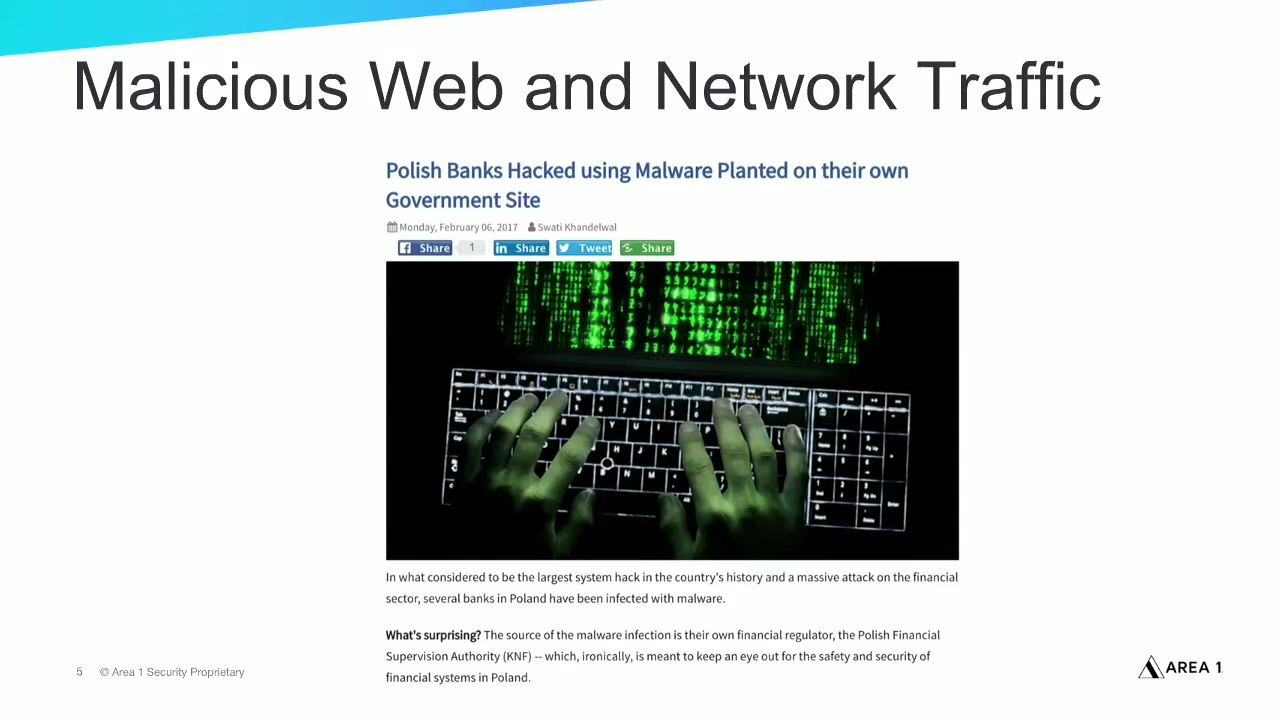 Malicious Web and Network Traffic
Polish Banks Hacked using Malware Planted on their own
Government Site
Monday, February 06, 2017 Swati Khandelwal
Share 1 Share Tweet Share
In what considered to be the largest system hack in the country's history and a massive attack on the financial
sector, several banks in Poland have been infected with malware.
What's surprising? The source of the malware infection is their own financial regulator, the Polish Financial
Supervision Authority (KNF) -- which, ironically, is meant to keep an eye out for the safety and security of
financial systems in Poland.
5 © Area 1 Security Proprietary
AREA 1